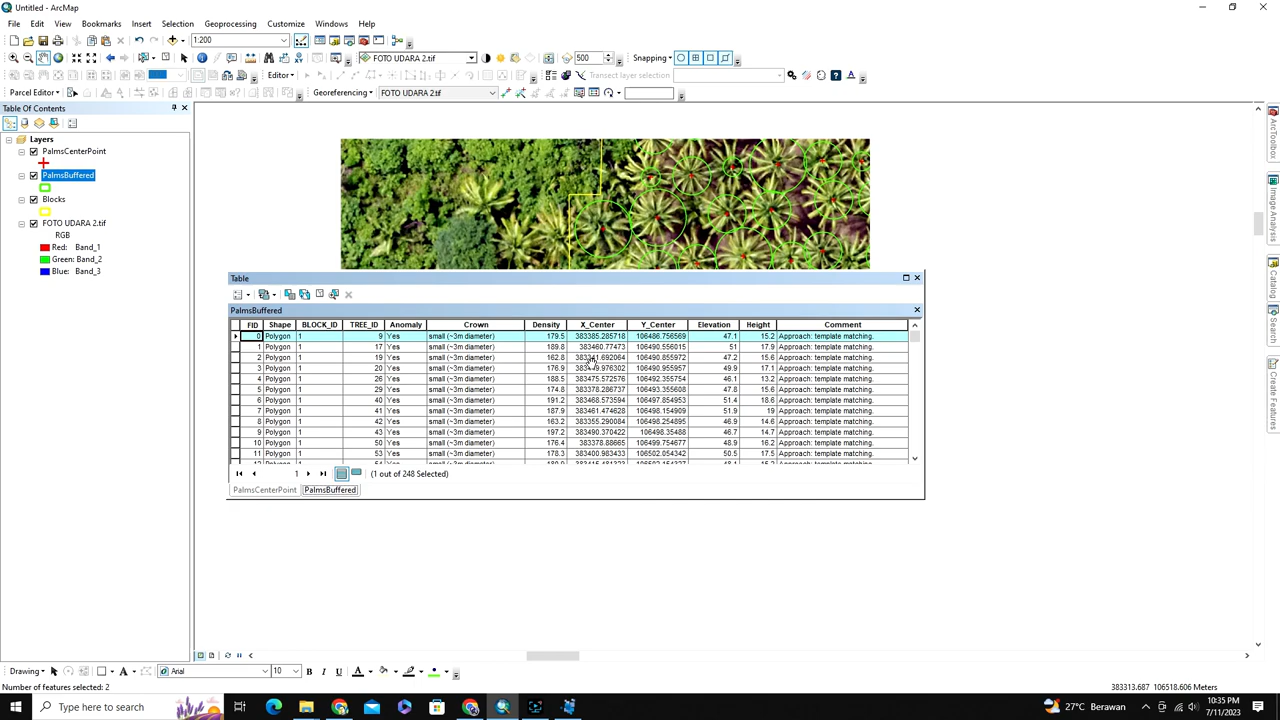 Untitled - ArcMap
File Edit View Bookmarks Insert Selection Geoprocessing Customize Windows Help
1:200
FOTO UDARA 2.tif 500 Snapping
Editor Transect layer selection
Parcel Editor Georeferencing FOTO UDARA 2.tif
Table Of Contents
Layers
PalmsCenterPoint
PalmsBuffered
Blocks
FOTO UDARA 2.tif
RGB
Red: Band_1
Green: Band_2
Blue: Band_3
ArcToolbox
Image Analysis
Catalog
Search
Create Features
Table
PalmsBuffered
FID Shape BLOCK_ID TREE_ID Anomaly Crown Density X_Center Y_Center Elevation Height Comment
0 Polygon 1 9 Yes small (~3m diameter) 179.5 383385.285718 106486.756569 47.1 15.2 Approach: template matching.
1 Polygon 1 17 Yes small (~3m diameter) 189.8 383460.77473 106490.556015 51 17.9 Approach: template matching.
2 Polygon 1 19 Yes small (~3m diameter) 162.8 106490.855972 47.2 15.6 Approach: template matching.
3 Polygon 1 20 Yes small (~3m diameter) 176.9 106490.955957 49.9 17.1 Approach: template matching.
4 Polygon 1 26 Yes small (~3m diameter) 188.5 383475.572576 106492.355754 46.1 13.2 Approach: template matching.
5 Polygon 1 29 Yes small (~3m diameter) 174.8 383378.286737 106493.355608 47.8 15.6 Approach: template matching.
6 Polygon 1 40 Yes small (~3m diameter) 191.2 383468.573594 106497.854953 51.4 18.6 Approach: template matching.
7 Polygon 1 41 Yes small (~3m diameter) 187.9 383461.474628 106498.154909 51.9 19 Approach: template matching.
8 Polygon 1 42 Yes small (~3m diameter) 163.2 383355.290084 106498.254895 46.9 14.6 Approach: template matching.
9 Polygon 1 43 Yes small (~3m diameter) 197.2 383490.370422 106498.35488 46.7 14.7 Approach: template matching.
10 Polygon 1 50 Yes small (~3m diameter) 176.4 383378.88665 106499.754677 48.9 16.2 Approach: template matching.
11 Polygon 1 53 Yes small (~3m diameter) 178.3 383400.983433 106502.054342 50.5 17.5 Approach: template matching.
1 (1 out of 248 Selected)
PalmsCenterPoint PalmsBuffered
Drawing A Arial 10 B I U A
Number of features selected: 2
383313.687 106518.606 Meters
Type here to search
27°C Berawan
10:35 PM
7/11/2023